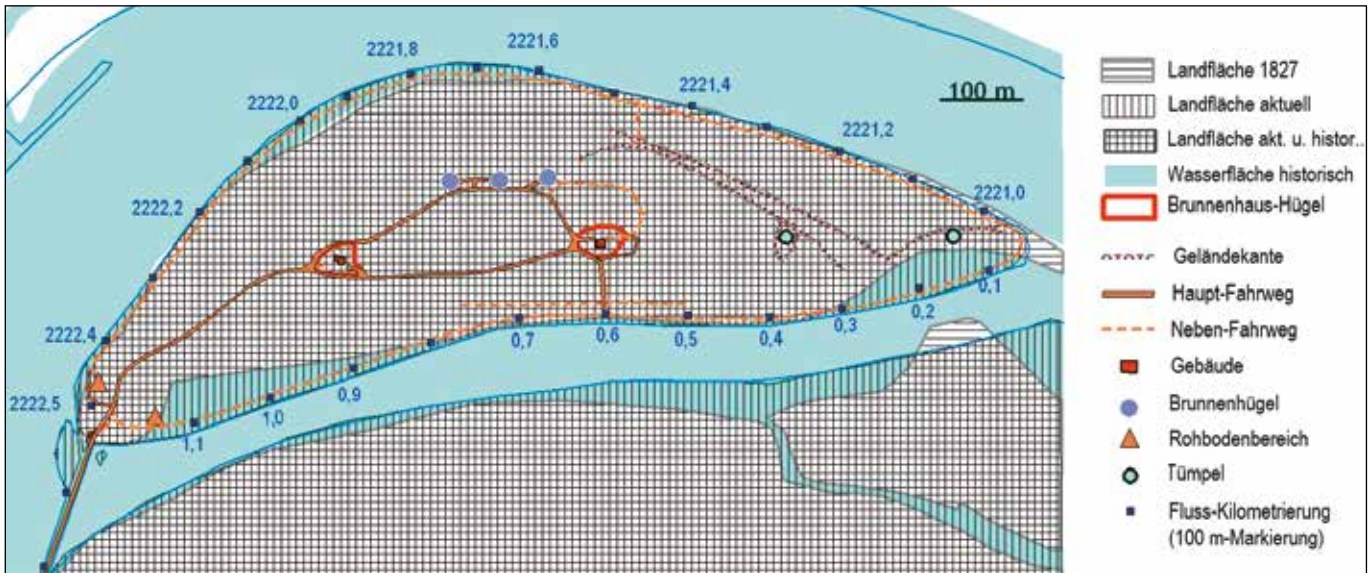 2221,8
2221,6
2221,4
2222,0
2221,2
2222,2
2221,0
2222,4
2222,5
100 m
0,1
0,2
0,3
0,4
0,5
0,6
0,7
0,9
1,0
1,1
Landfläche 1827
Landfläche aktuell
Landfläche akt. u. histor..
Wasserfläche historisch
Brunnenhaus-Hügel
Geländekante
Haupt-Fahrweg
Neben-Fahrweg
Gebäude
Brunnenhügel
Rohbodenbereich
Tümpel
Fluss-Kilometrierung
(100 m-Markierung)